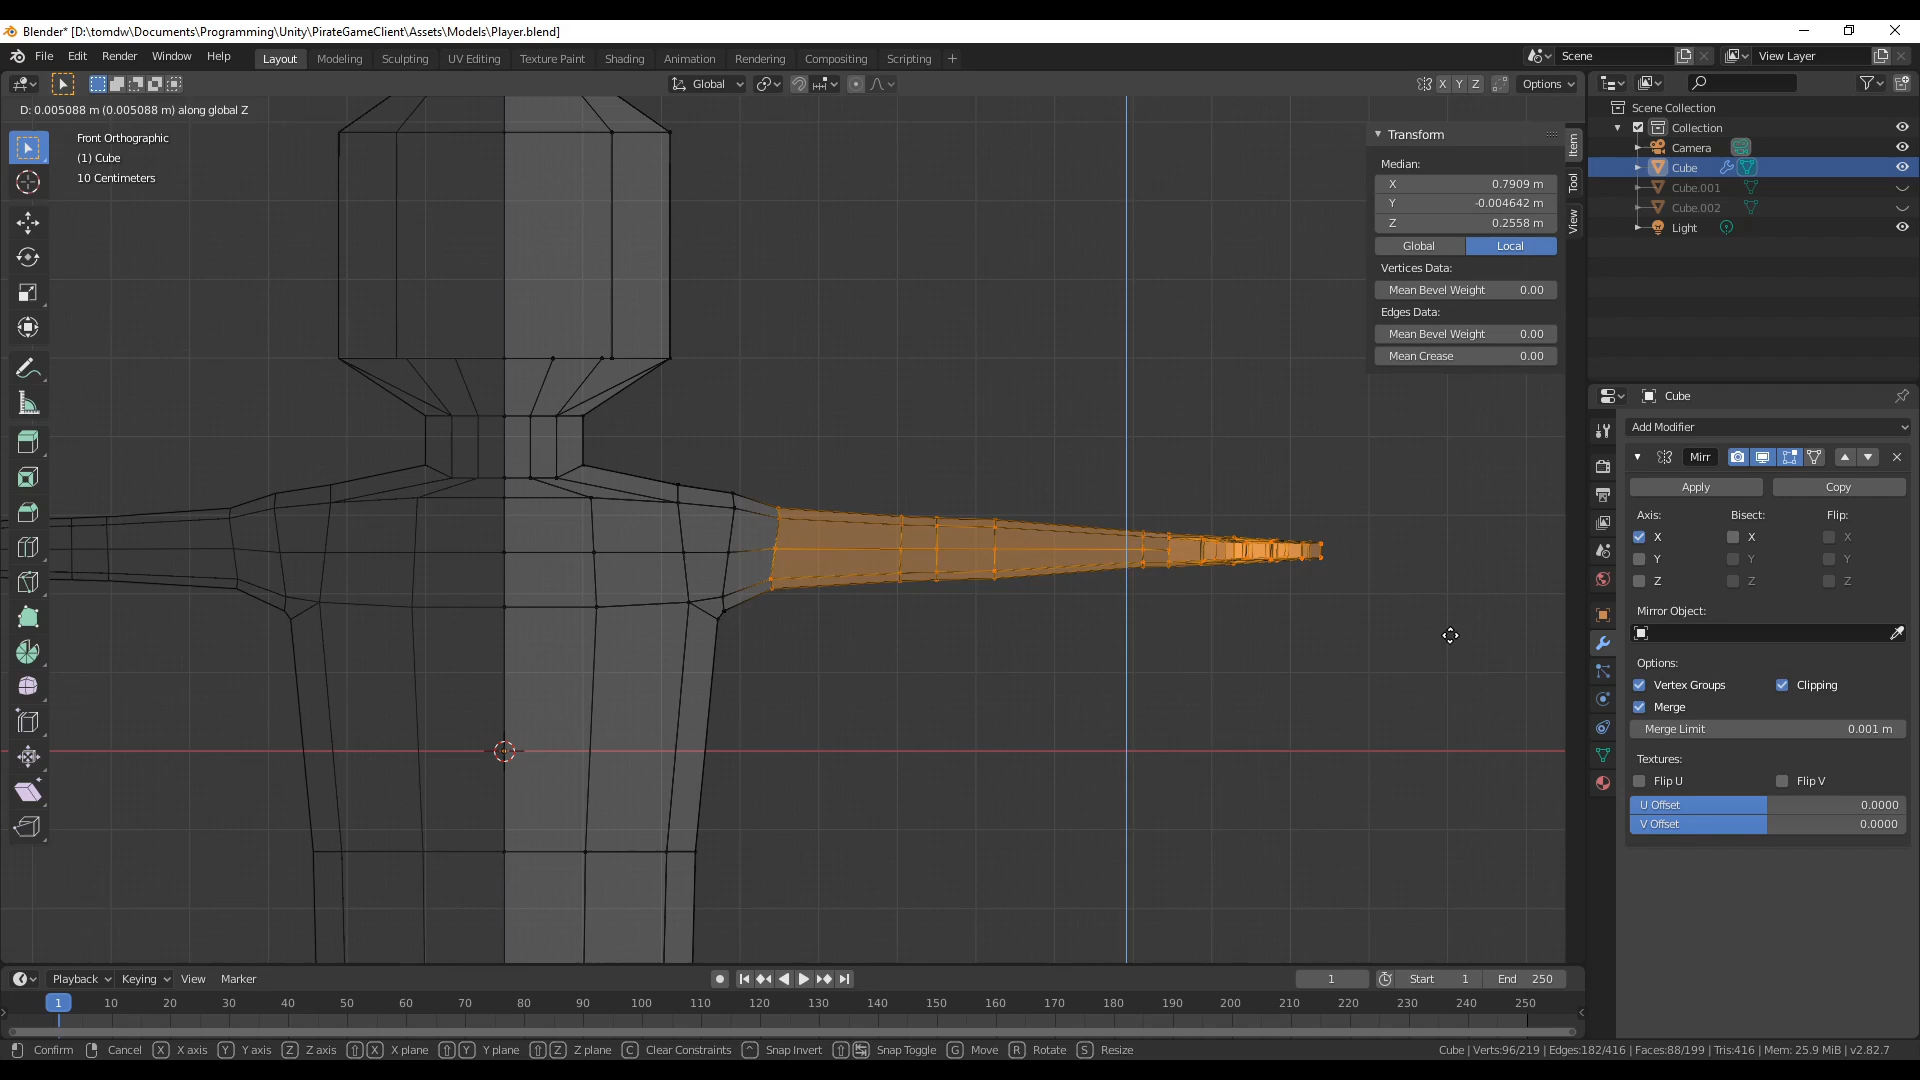 Blender* [D:\tomdw\Documents\Programming\Unity\PirateGameClient\Assets\Models\Player.blend]
File Edit Render Window Help Layout Modeling Sculpting UV Editing Texture Paint Shading Animation Rendering Compositing Scripting + Scene View Layer
Global X Y Z Options
D: 0.005088 m (0.005088 m) along global Z
Front Orthographic
(1) Cube
10 Centimeters
Transform
Median:
X 0.7909 m
Y -0.004642 m
Z 0.2558 m
Global Local
Vertices Data:
Mean Bevel Weight 0.00
Edges Data:
Mean Bevel Weight 0.00
Mean Crease 0.00
Item
Tool
View
Scene Collection
Collection
Camera
Cube
Cube.001
Cube.002
Light
Cube
Add Modifier
Mirr
Apply Copy
Axis: Bisect: Flip:
X X X
Y Y Y
Z Z Z
Mirror Object:
Options:
Vertex Groups Clipping
Merge
Merge Limit 0.001 m
Textures:
Flip U Flip V
U Offset 0.0000
V Offset 0.0000
Playback Keying View Marker 1 Start 1 End 250
1 10 20 30 40 50 60 70 80 90 100 110 120 130 140 150 160 170 180 190 200 210 220 230 240 250
Confirm Cancel X X axis Y Y axis Z Z axis X X plane Y Y plane Z Z plane C Clear Constraints Snap Invert Snap Toggle G Move R Rotate S Resize Cube | Verts:96/219 | Edges:182/416 | Faces:88/199 | Tris:416 | Mem: 25.9 MiB | v2.82.7